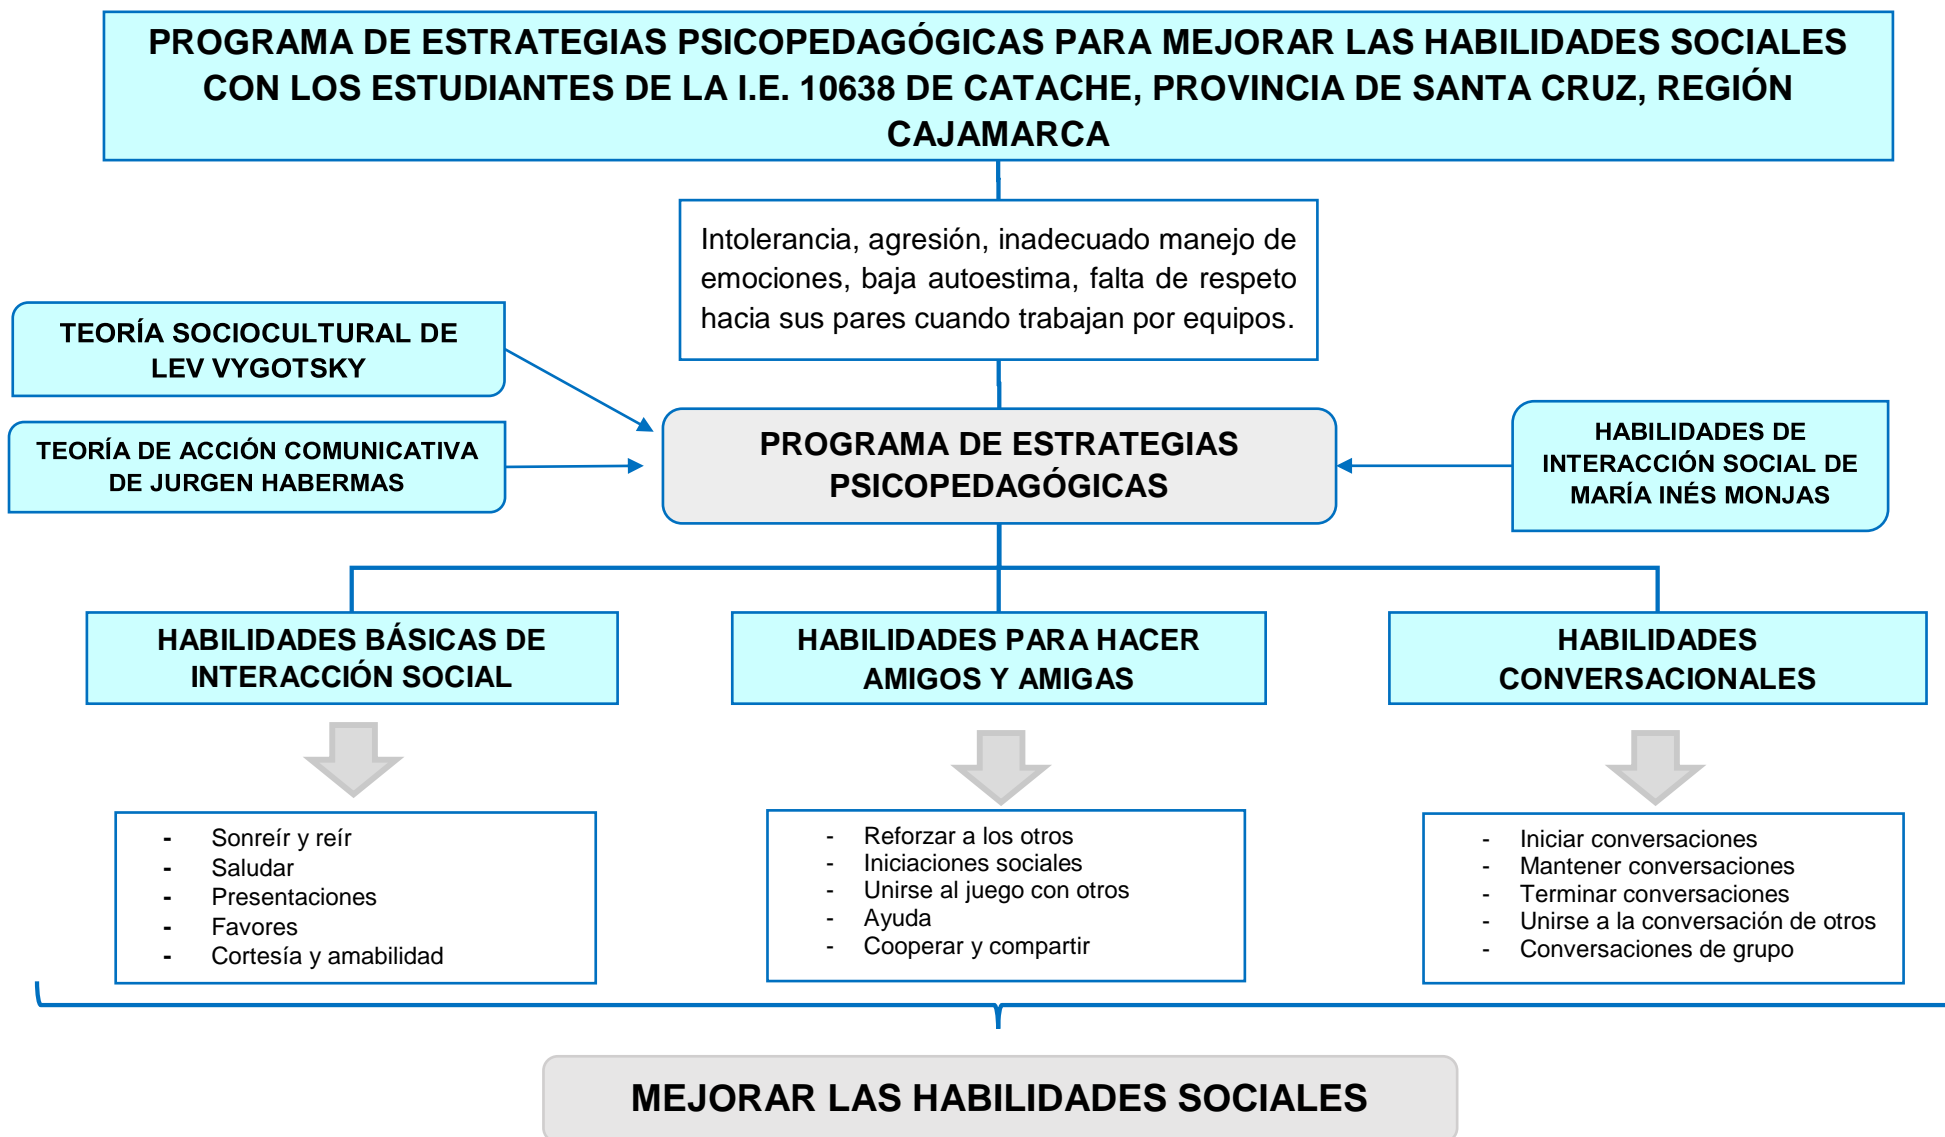 PROGRAMA DE ESTRATEGIAS PSICOPEDAGÓGICAS PARA MEJORAR LAS HABILIDADES SOCIALES
CON LOS ESTUDIANTES DE LA I.E. 10638 DE CATACHE, PROVINCIA DE SANTA CRUZ, REGIÓN
CAJAMARCA
Intolerancia, agresión, inadecuado manejo de
emociones, baja autoestima, falta de respeto
hacia sus pares cuando trabajan por equipos.
TEORÍA SOCIOCULTURAL DE
LEV VYGOTSKY
TEORÍA DE ACCIÓN COMUNICATIVA
DE JURGEN HABERMAS
PROGRAMA DE ESTRATEGIAS
PSICOPEDAGÓGICAS
HABILIDADES DE
INTERACCIÓN SOCIAL DE
MARÍA INÉS MONJAS
HABILIDADES BÁSICAS DE
INTERACCIÓN SOCIAL
HABILIDADES PARA HACER
AMIGOS Y AMIGAS
HABILIDADES
CONVERSACIONALES
- Sonreír y reír
- Saludar
- Presentaciones
- Favores
- Cortesía y amabilidad
- Reforzar a los otros
- Iniciaciones sociales
- Unirse al juego con otros
- Ayuda
- Cooperar y compartir
- Iniciar conversaciones
- Mantener conversaciones
- Terminar conversaciones
- Unirse a la conversación de otros
- Conversaciones de grupo
MEJORAR LAS HABILIDADES SOCIALES